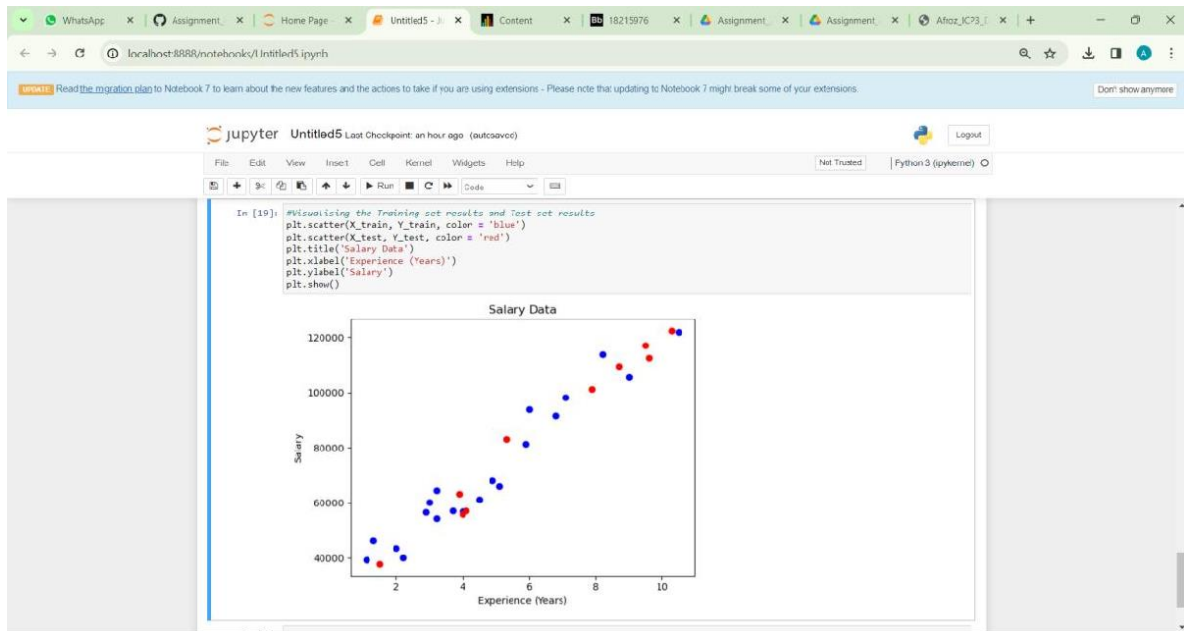 WhatsApp
Assignment_
Home Page -
Untitled5 - Ju
Content
Bb 18215976
Assignment_
Assignment_
Afroz_IC23_
localhost:8888/notebooks/Untitled5.ipynb
UPDATE Read the migration plan to Notebook 7 to learn about the new features and the actions to take if you are using extensions - Please note that updating to Notebook 7 might break some of your extensions.
Don't show anymore
jupyter Untitled5 Last Checkpoint: an hour ago (autosaved)
Logout
File Edit View Insert Cell Kernel Widgets Help
Not Trusted
Python 3 (ipykernel)
Run
Code
In [19]: #Visualising the Training set results and Test set results
plt.scatter(X_train, Y_train, color = 'blue')
plt.scatter(X_test, Y_test, color = 'red')
plt.title('Salary Data')
plt.xlabel('Experience (Years)')
plt.ylabel('Salary')
plt.show()
Salary Data
120000
100000
80000
60000
40000
Salary
2 4 6 8 10
Experience (Years)